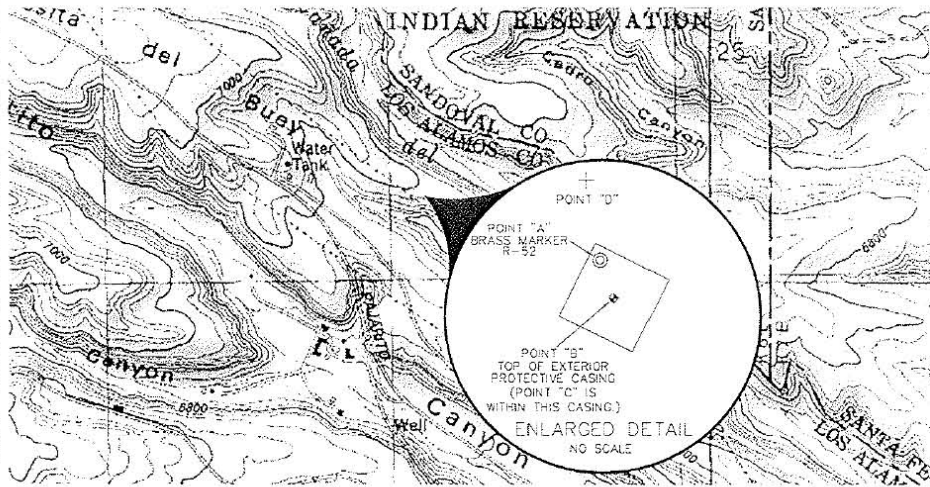 INDIAN RESERVATION
del
7000
Buey
Water
Tank
SANDOVAL CO
LOS ALAMOS CO
del
Canyon
25
SA
6800
7000
Canyon
6800
Well
Canyon
SANTA FE
LOS ALAM
POINT "D"
POINT "A"
BRASS MARKER
R-52
POINT "B"
TOP OF EXTERIOR
PROTECTIVE CASING
(POINT "C" IS
WITHIN THIS CASING.)
ENLARGED DETAIL
NO SCALE